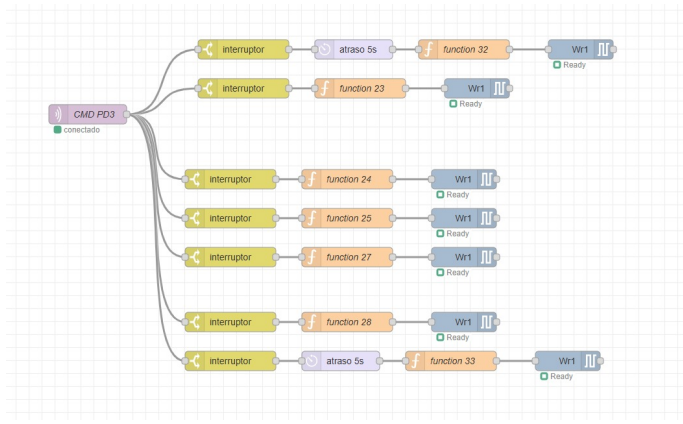 interruptor atraso 5s function 32 Wr1
Ready
interruptor function 23 Wr1
Ready
CMD PD3
conectado
interruptor function 24 Wr1
Ready
interruptor function 25 Wr1
Ready
interruptor function 27 Wr1
Ready
interruptor function 28 Wr1
Ready
interruptor atraso 5s function 33 Wr1
Ready